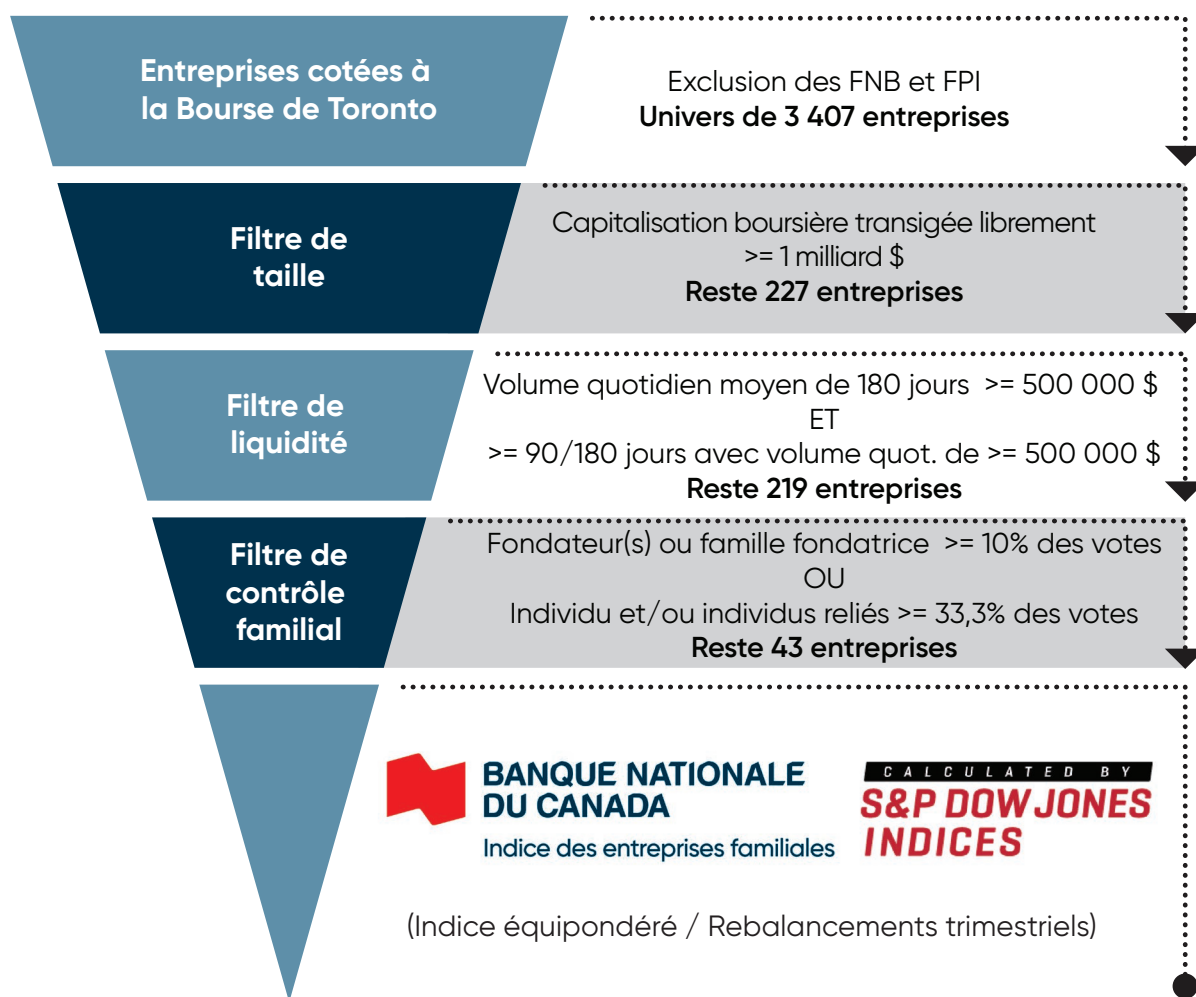 Entreprises cotées à
la Bourse de Toronto
Exclusion des FNB et FPI
Univers de 3 407 entreprises
Filtre de
taille
Capitalisation boursière transigée librement
>= 1 milliard $
Reste 227 entreprises
Filtre de
liquidité
Volume quotidien moyen de 180 jours >= 500 000 $
ET
>= 90/180 jours avec volume quot. de >= 500 000 $
Reste 219 entreprises
Filtre de
contrôle
familial
Fondateur(s) ou famille fondatrice >= 10% des votes
OU
Individu et/ou individus reliés >= 33,3% des votes
Reste 43 entreprises
BANQUE NATIONALE
DU CANADA
Indice des entreprises familiales
CALCULATED BY
S&P DOW JONES
INDICES
(Indice équipondéré / Rebalancements trimestriels)